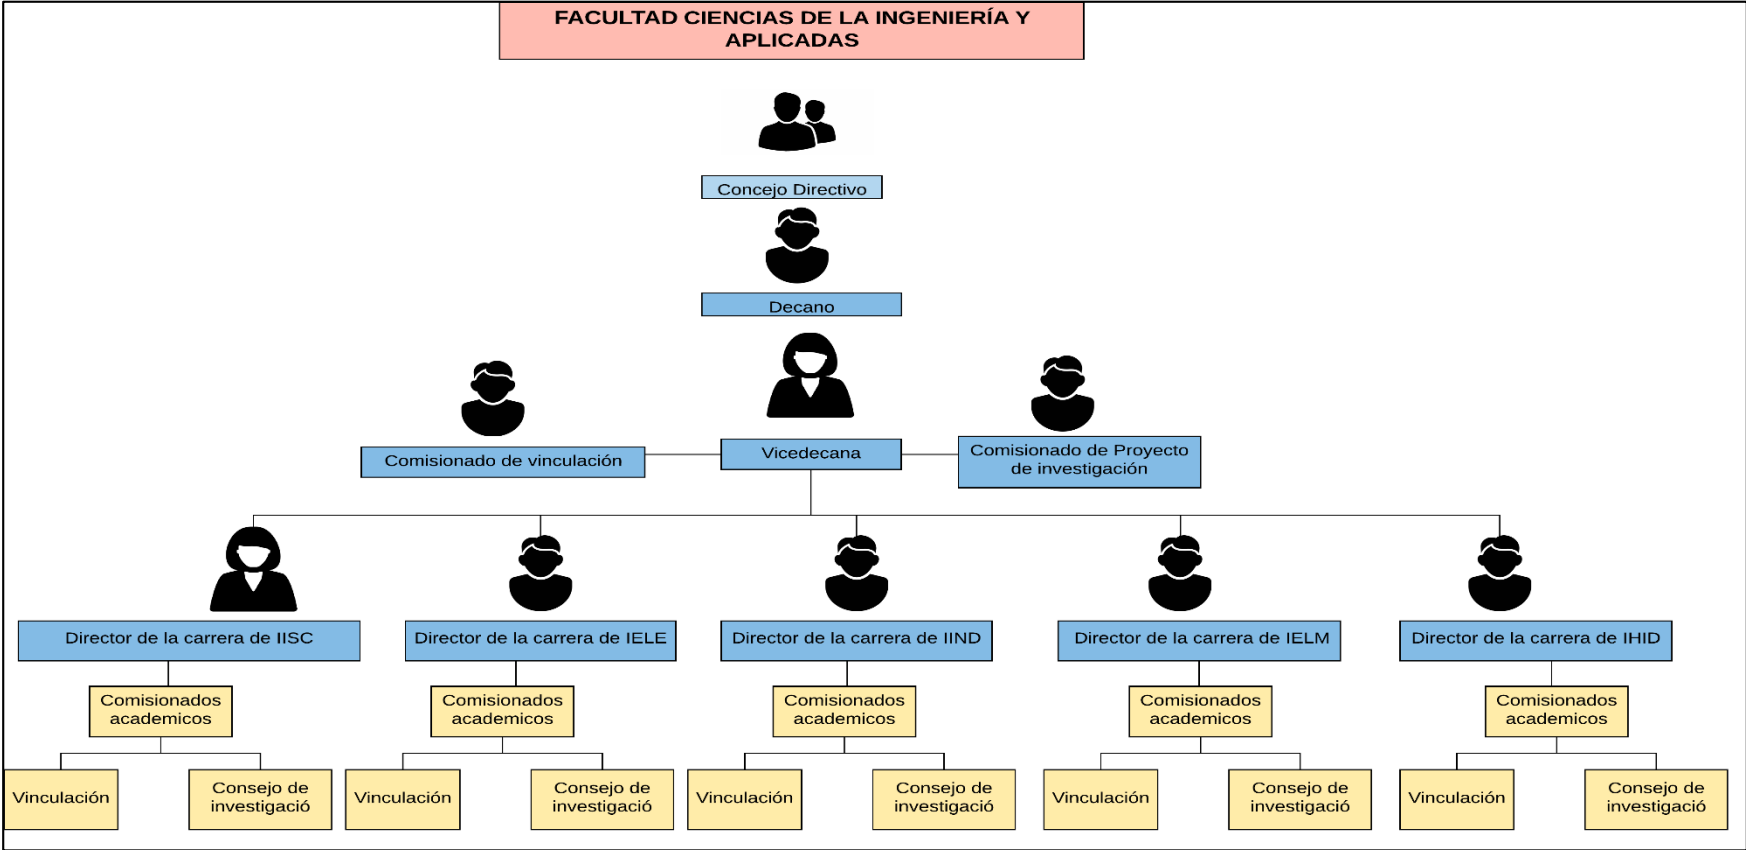 FACULTAD CIENCIAS DE LA INGENIERÍA Y
APLICADAS
Concejo Directivo
Decano
Comisionado de vinculación
Vicedecana
Comisionado de Proyecto
de investigación
Director de la carrera de IISC
Director de la carrera de IELE
Director de la carrera de IIND
Director de la carrera de IELM
Director de la carrera de IHID
Comisionados
academicos
Comisionados
academicos
Comisionados
academicos
Comisionados
academicos
Comisionados
academicos
Vinculación
Consejo de
investigació
Vinculación
Consejo de
investigació
Vinculación
Consejo de
investigació
Vinculación
Consejo de
investigació
Vinculación
Consejo de
investigació